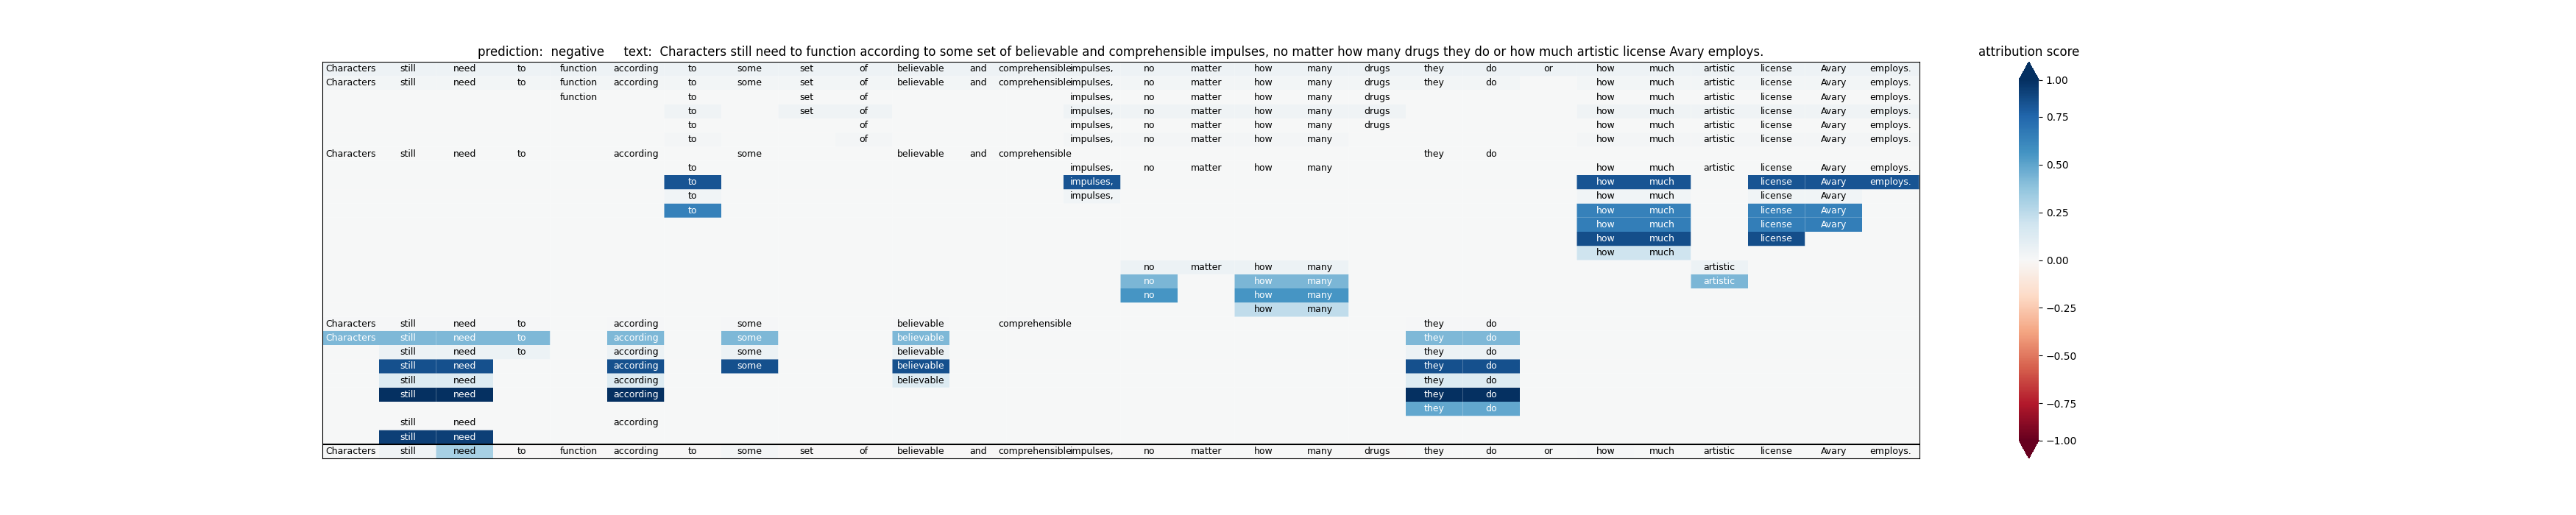 prediction: negative text: Characters still need to function according to some set of believable and comprehensible impulses, no matter how many drugs they do or how much artistic license Avary employs. attribution score
Characters still need to function according to some set of believable and comprehensible impulses, no matter how many drugs they do or how much artistic license Avary employs.
Characters still need to function according to some set of believable and comprehensible impulses, no matter how many drugs they do how much artistic license Avary employs.
function to set of impulses, no matter how many drugs how much artistic license Avary employs.
to set of impulses, no matter how many drugs how much artistic license Avary employs.
to of impulses, no matter how many drugs how much artistic license Avary employs.
to of impulses, no matter how many how much artistic license Avary employs.
Characters still need to according some believable and comprehensible they do
to impulses, no matter how many how much artistic license Avary employs.
to impulses, how much license Avary employs.
to impulses, how much license Avary
to how much license Avary
how much license Avary
how much license
how much
no matter how many artistic
no how many artistic
no how many
how many
Characters still need to according some believable comprehensible they do
Characters still need to according some believable they do
still need to according some believable they do
still need according some believable they do
still need according believable they do
still need according they do
they do
still need according
still need
Characters still need to function according to some set of believable and comprehensible impulses, no matter how many drugs they do or how much artistic license Avary employs.
1.00
0.75
0.50
0.25
0.00
−0.25
−0.50
−0.75
−1.00